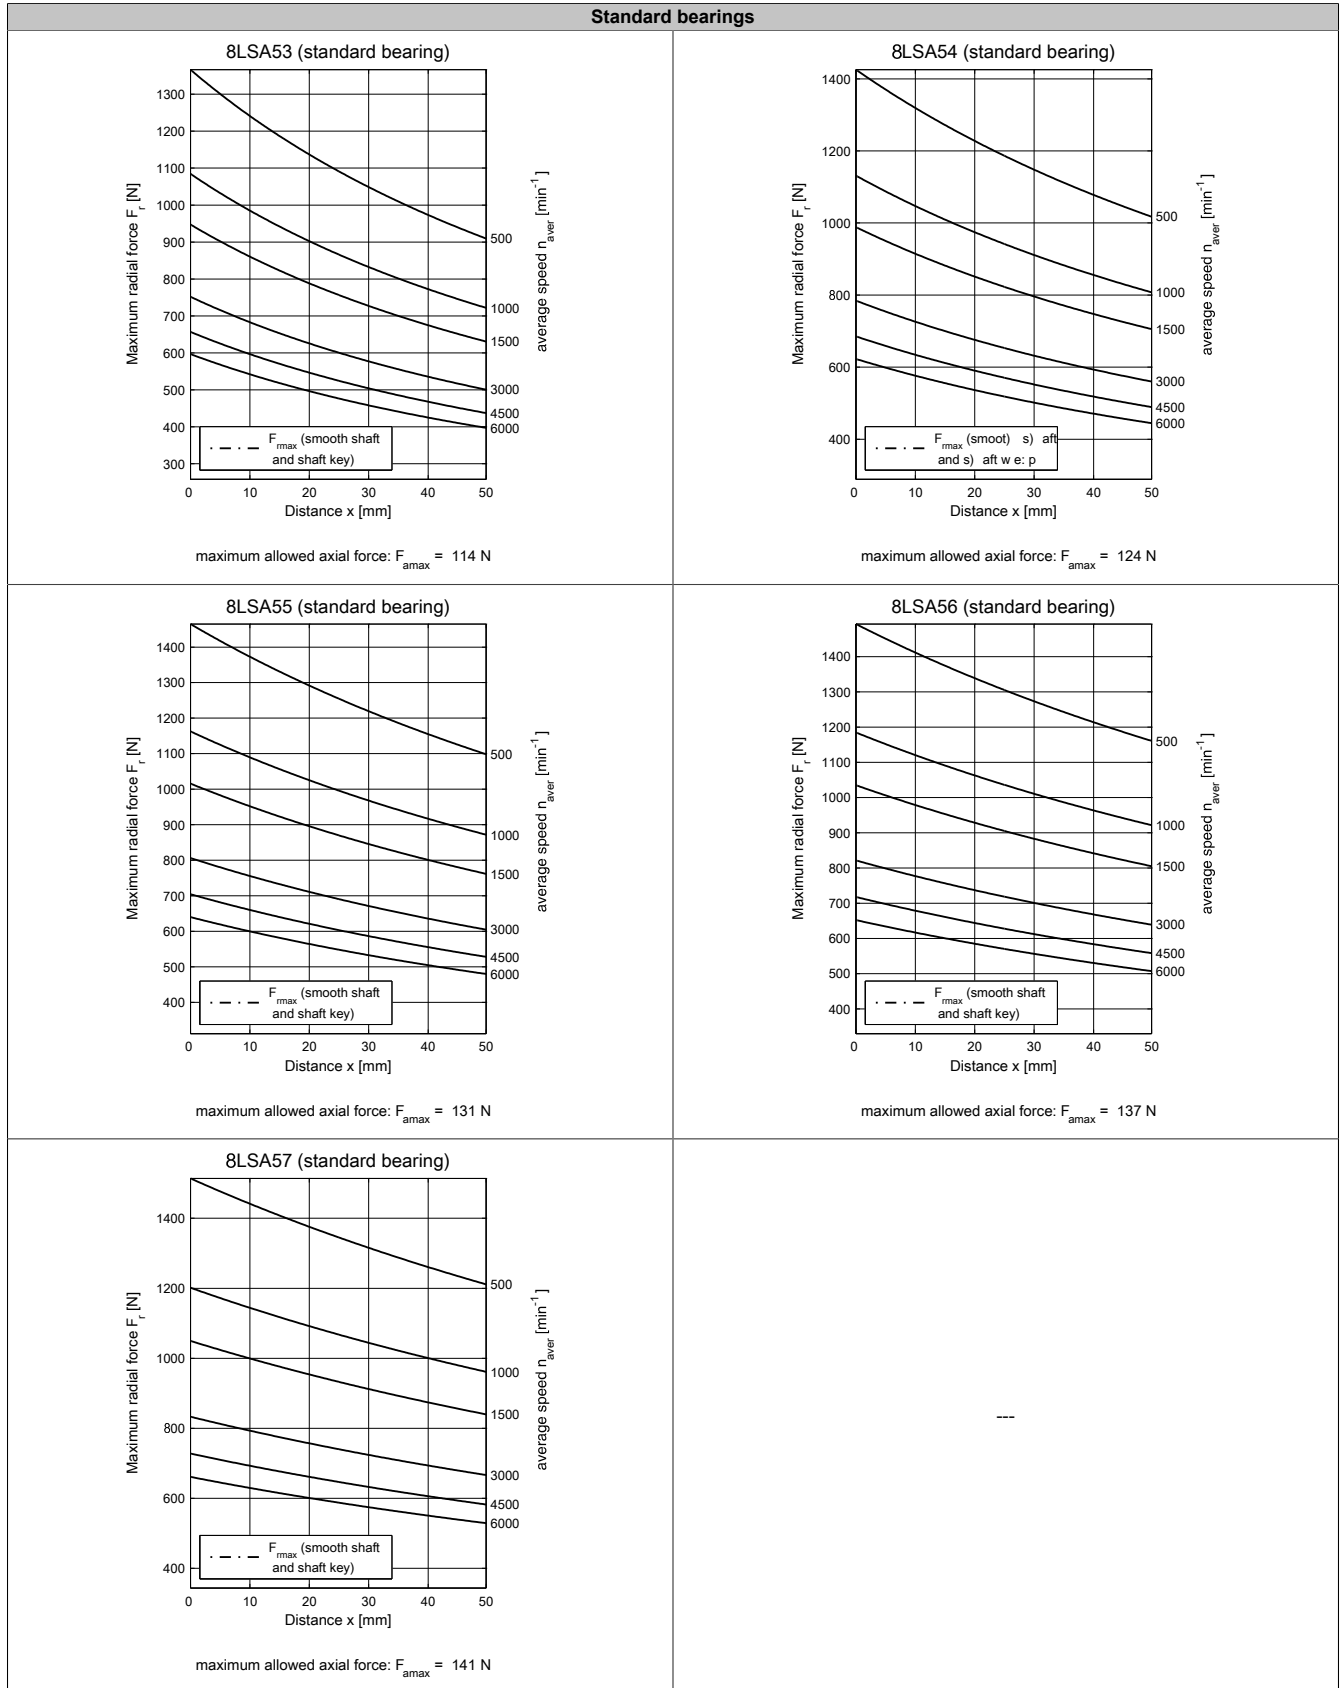 Standard bearings
8LSA53 (standard bearing)
Maximum radial force F_r [N]
1300
1200
1100
1000
900
800
700
600
500
400
300
500
1000
1500
3000
4500
6000
average speed n_aver [min^-1]
F_rmax (smooth shaft
and shaft key)
0 10 20 30 40 50
Distance x [mm]
maximum allowed axial force: F_amax = 114 N
8LSA54 (standard bearing)
Maximum radial force F_r [N]
1400
1200
1000
800
600
400
500
1000
1500
3000
4500
6000
average speed n_aver [min^-1]
F_rmax (smoot) s) aft
and s) aft w e: p
0 10 20 30 40 50
Distance x [mm]
maximum allowed axial force: F_amax = 124 N
8LSA55 (standard bearing)
Maximum radial force F_r [N]
1400
1300
1200
1100
1000
900
800
700
600
500
400
500
1000
1500
3000
4500
6000
average speed n_aver [min^-1]
F_rmax (smooth shaft
and shaft key)
0 10 20 30 40 50
Distance x [mm]
maximum allowed axial force: F_amax = 131 N
8LSA56 (standard bearing)
Maximum radial force F_r [N]
1400
1300
1200
1100
1000
900
800
700
600
500
400
500
1000
1500
3000
4500
6000
average speed n_aver [min^-1]
F_rmax (smooth shaft
and shaft key)
0 10 20 30 40 50
Distance x [mm]
maximum allowed axial force: F_amax = 137 N
8LSA57 (standard bearing)
Maximum radial force F_r [N]
1400
1200
1000
800
600
400
500
1000
1500
3000
4500
6000
average speed n_aver [min^-1]
F_rmax (smooth shaft
and shaft key)
0 10 20 30 40 50
Distance x [mm]
maximum allowed axial force: F_amax = 141 N
---